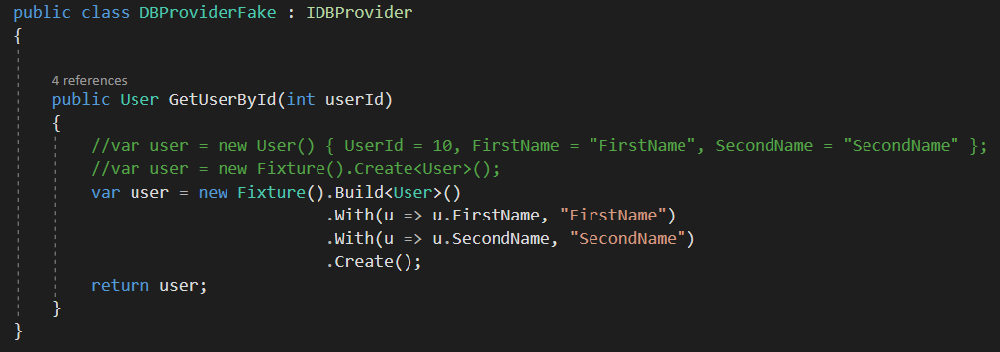 public class DBProviderFake : IDBProvider
{
4 references
public User GetUserById(int userId)
{
//var user = new User() { UserId = 10, FirstName = "FirstName", SecondName = "SecondName" };
//var user = new Fixture().Create<User>();
var user = new Fixture().Build<User>()
.With(u => u.FirstName, "FirstName")
.With(u => u.SecondName, "SecondName")
.Create();
return user;
}
}